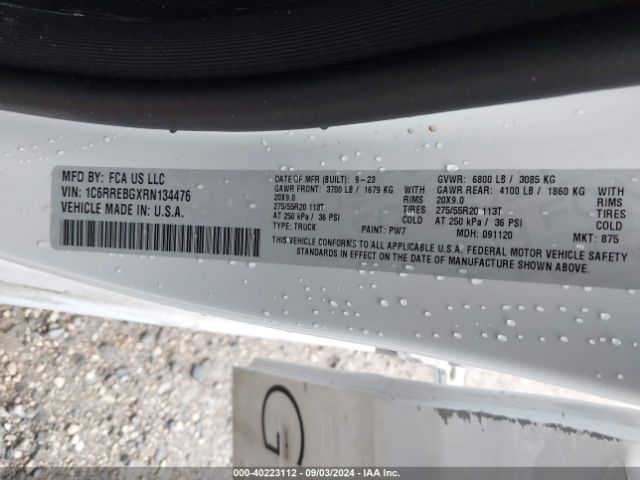 MFD BY: FCA US LLC
VIN: 1C6RREBGXRN134476
VEHICLE MADE IN U.S.A.
DATE OF MFR (BUILT): 9-23
GAWR FRONT: 3700 LB / 1679 KG WITH
20X9.0 RIMS
275/55R20 113T TIRES
AT 250 kPa / 36 PSI COLD
TYPE: TRUCK PAINT: PW7
GVWR: 6800 LB / 3085 KG
GAWR REAR: 4100 LB / 1860 KG WITH
20X9.0 RIMS
275/55R20 113T TIRES
AT 250 kPa / 36 PSI COLD
MDH: 091120 MKT: 875
THIS VEHICLE CONFORMS TO ALL APPLICABLE U.S.A. FEDERAL MOTOR VEHICLE SAFETY
STANDARDS IN EFFECT ON THE DATE OF MANUFACTURE SHOWN ABOVE.
G
000-40223112 - 09/03/2024 - IAA Inc.